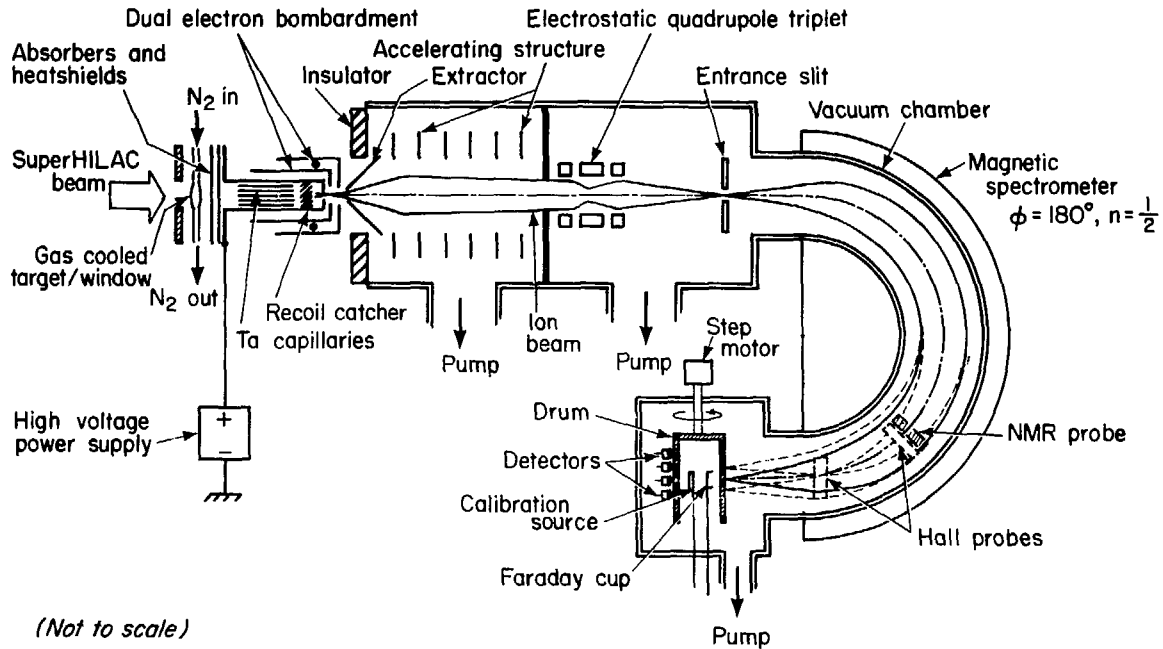 Dual electron bombardment
Electrostatic quadrupole triplet
Absorbers and
heatshields
Accelerating structure
Insulator
Extractor
Entrance slit
N2 in
Vacuum chamber
SuperHILAC
beam
Magnetic
spectrometer
ϕ = 180°, n = 1/2
Gas cooled
target/window
N2 out
Recoil catcher
Ta capillaries
Ion
beam
Pump
Pump
Step
motor
High voltage
power supply
+
−
Drum
Detectors
Calibration
source
Faraday cup
NMR probe
Hall probes
Pump
(Not to scale)